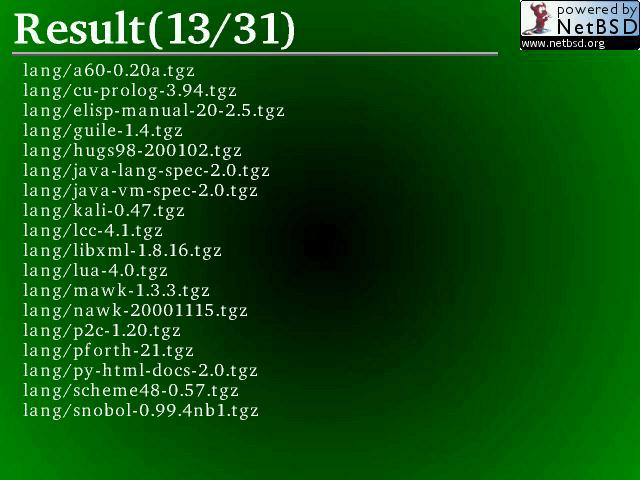 Result(13/31)
powered by
NetBSD
www.netbsd.org
lang/a60-0.20a.tgz
lang/cu-prolog-3.94.tgz
lang/elisp-manual-20-2.5.tgz
lang/guile-1.4.tgz
lang/hugs98-200102.tgz
lang/java-lang-spec-2.0.tgz
lang/java-vm-spec-2.0.tgz
lang/kali-0.47.tgz
lang/lcc-4.1.tgz
lang/libxml-1.8.16.tgz
lang/lua-4.0.tgz
lang/mawk-1.3.3.tgz
lang/nawk-20001115.tgz
lang/p2c-1.20.tgz
lang/pforth-21.tgz
lang/py-html-docs-2.0.tgz
lang/scheme48-0.57.tgz
lang/snobol-0.99.4nb1.tgz